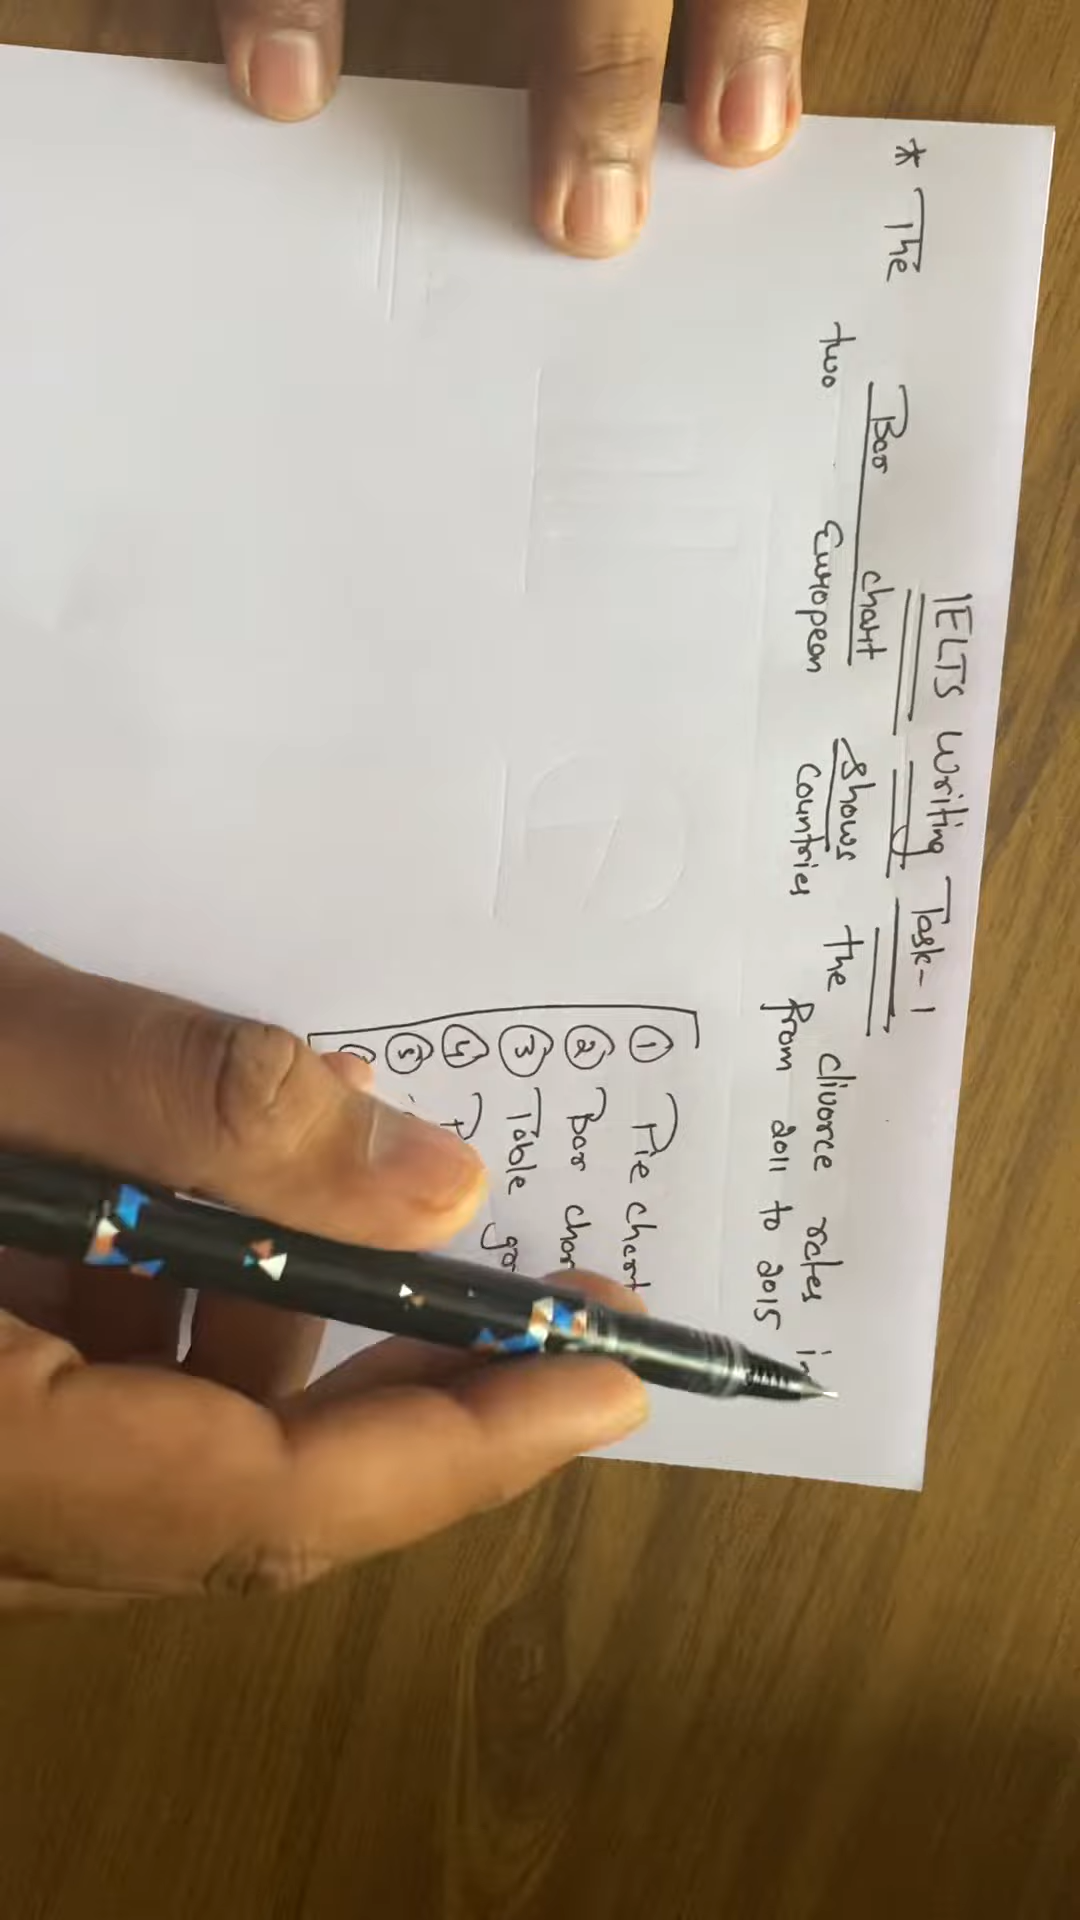 IELTS Writing Task-1
* The Bar chart shows the divorce rates in
two European countries from 2011 to 2015
① Pie chart
② Bar char
③ Table
④
⑤